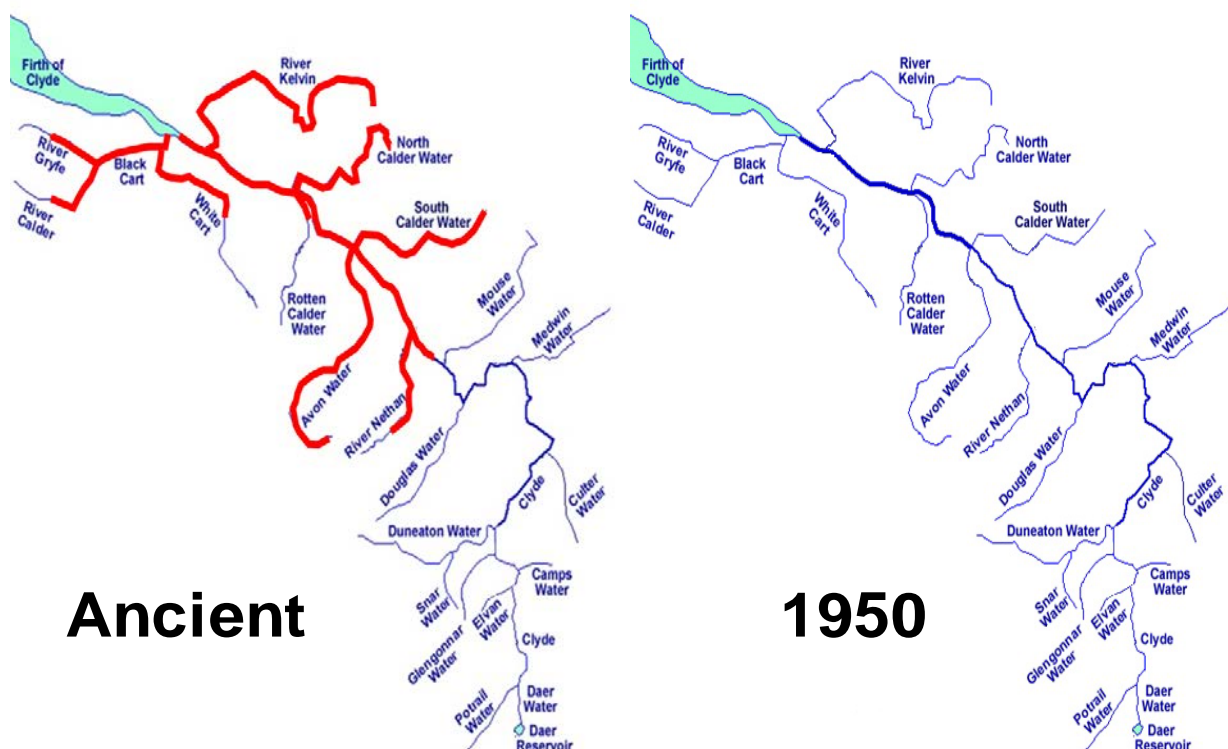 Firth of
Clyde
River
Kelvin
River
Gryfe
Black
Cart
North
Calder Water
River
Calder
White
Cart
South
Calder Water
Rotten
Calder
Water
Mouse
Water
Medwin
Water
Avon Water
River Nethan
Douglas Water
Clyde
Culter
Water
Duneaton Water
Camps
Water
Snar
Water
Elvan
Water
Glengonnar
Water
Clyde
Potrail
Water
Daer
Water
Daer
Reservoir
Ancient
Firth of
Clyde
River
Kelvin
River
Gryfe
Black
Cart
North
Calder Water
River
Calder
White
Cart
South
Calder Water
Rotten
Calder
Water
Mouse
Water
Medwin
Water
Avon Water
River Nethan
Douglas Water
Clyde
Culter
Water
Duneaton Water
Camps
Water
Snar
Water
Elvan
Water
Glengonnar
Water
Clyde
Potrail
Water
Daer
Water
Daer
Reservoir
1950